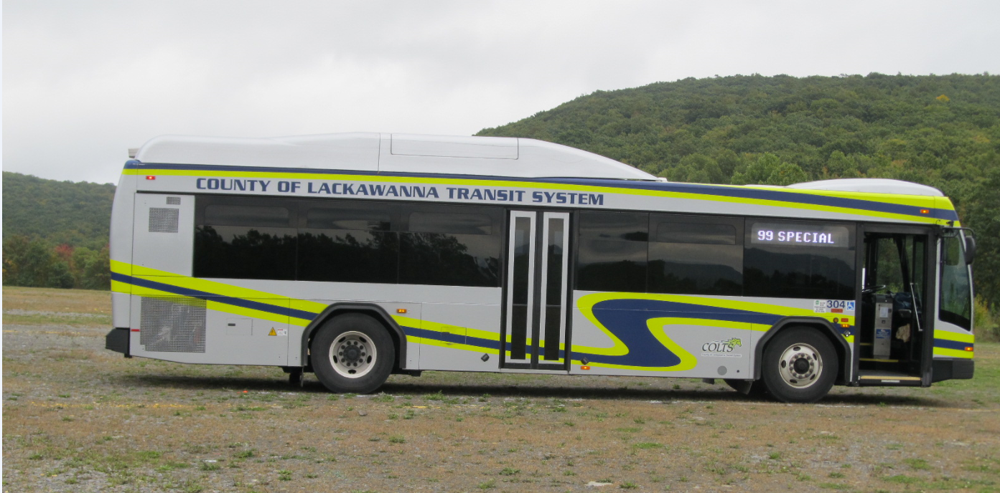 COUNTY OF LACKAWANNA TRANSIT SYSTEM
99 SPECIAL
304
COLTS